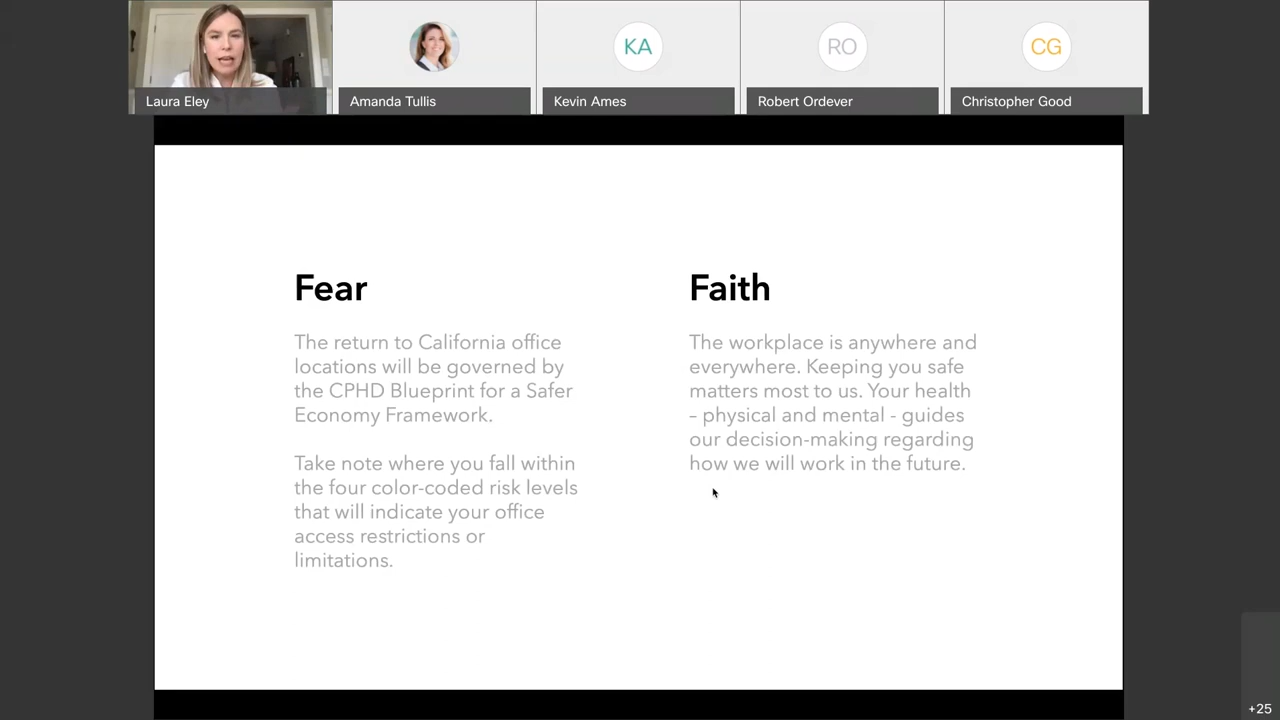 Laura Eley
Amanda Tullis
KA
Kevin Ames
RO
Robert Ordever
CG
Christopher Good
Fear
The return to California office
locations will be governed by
the CPHD Blueprint for a Safer
Economy Framework.
Take note where you fall within
the four color-coded risk levels
that will indicate your office
access restrictions or
limitations.
Faith
The workplace is anywhere and
everywhere. Keeping you safe
matters most to us. Your health
– physical and mental - guides
our decision-making regarding
how we will work in the future.
+25